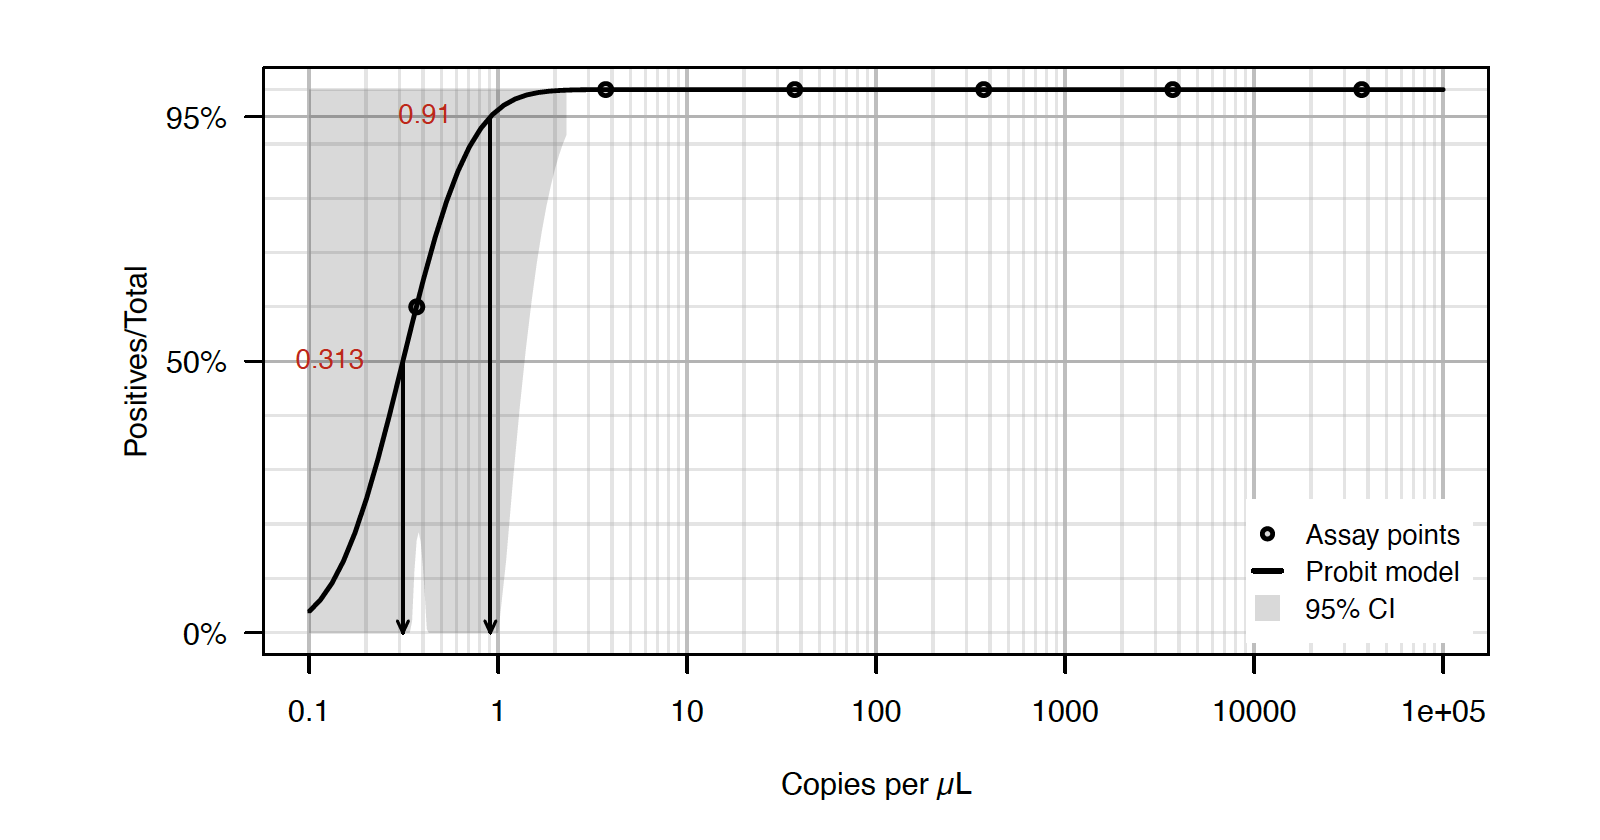 95%
50%
0%
Positives/Total
0.91
0.313
Assay points
Probit model
95% CI
0.1
1
10
100
1000
10000
1e+05
Copies per µL